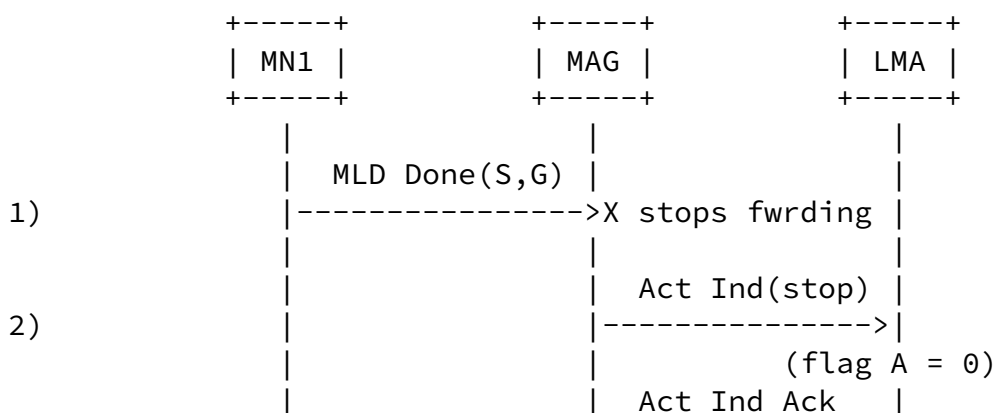 MN1 MAG LMA
MLD Done(S,G)
1) X stops fwrding
Act Ind(stop)
2)
(flag A = 0)
Act Ind Ack